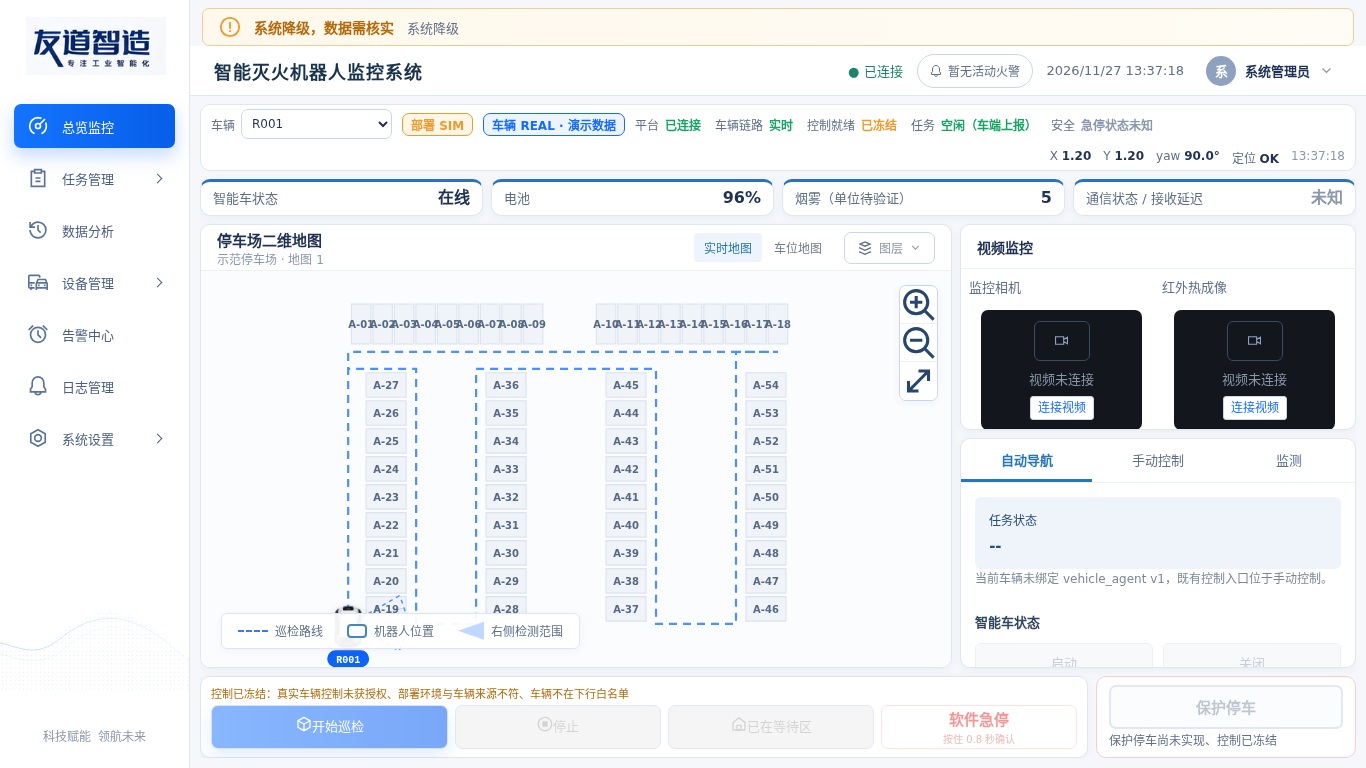 友道智造
专注工业智能化
总览监控
任务管理
数据分析
设备管理
告警中心
日志管理
系统设置
科技赋能 领航未来
系统降级，数据需核实 系统降级
智能灭火机器人监控系统
已连接
暂无活动火警
2026/11/27 13:37:18
系 系统管理员
车辆 R001 部署 SIM 车辆 REAL · 演示数据 平台 已连接 车辆链路 实时 控制就绪 已冻结 任务 空闲（车端上报） 安全 急停状态未知
X 1.20 Y 1.20 yaw 90.0° 定位 OK 13:37:18
智能车状态 在线
电池 96%
烟雾（单位待验证） 5
通信状态 / 接收延迟 未知
停车场二维地图
示范停车场 · 地图 1
实时地图 车位地图 图层
A-01 A-02 A-03 A-04 A-05 A-06 A-07 A-08 A-09 A-10 A-11 A-12 A-13 A-14 A-15 A-16 A-17 A-18
A-27 A-36 A-45 A-54
A-26 A-35 A-44 A-53
A-25 A-34 A-43 A-52
A-24 A-33 A-42 A-51
A-23 A-32 A-41 A-50
A-22 A-31 A-40 A-49
A-21 A-30 A-39 A-48
A-20 A-29 A-38 A-47
A-19 A-28 A-37 A-46
巡检路线 机器人位置 右侧检测范围
R001
视频监控
监控相机 红外热成像
视频未连接 视频未连接
连接视频 连接视频
自动导航 手动控制 监测
任务状态
--
当前车辆未绑定 vehicle_agent v1，既有控制入口位于手动控制。
智能车状态
启动 关闭
控制已冻结：真实车辆控制未获授权、部署环境与车辆来源不符、车辆不在下行白名单
开始巡检 停止 已在等待区 软件急停
按住 0.8 秒确认
保护停车
保护停车尚未实现、控制已冻结